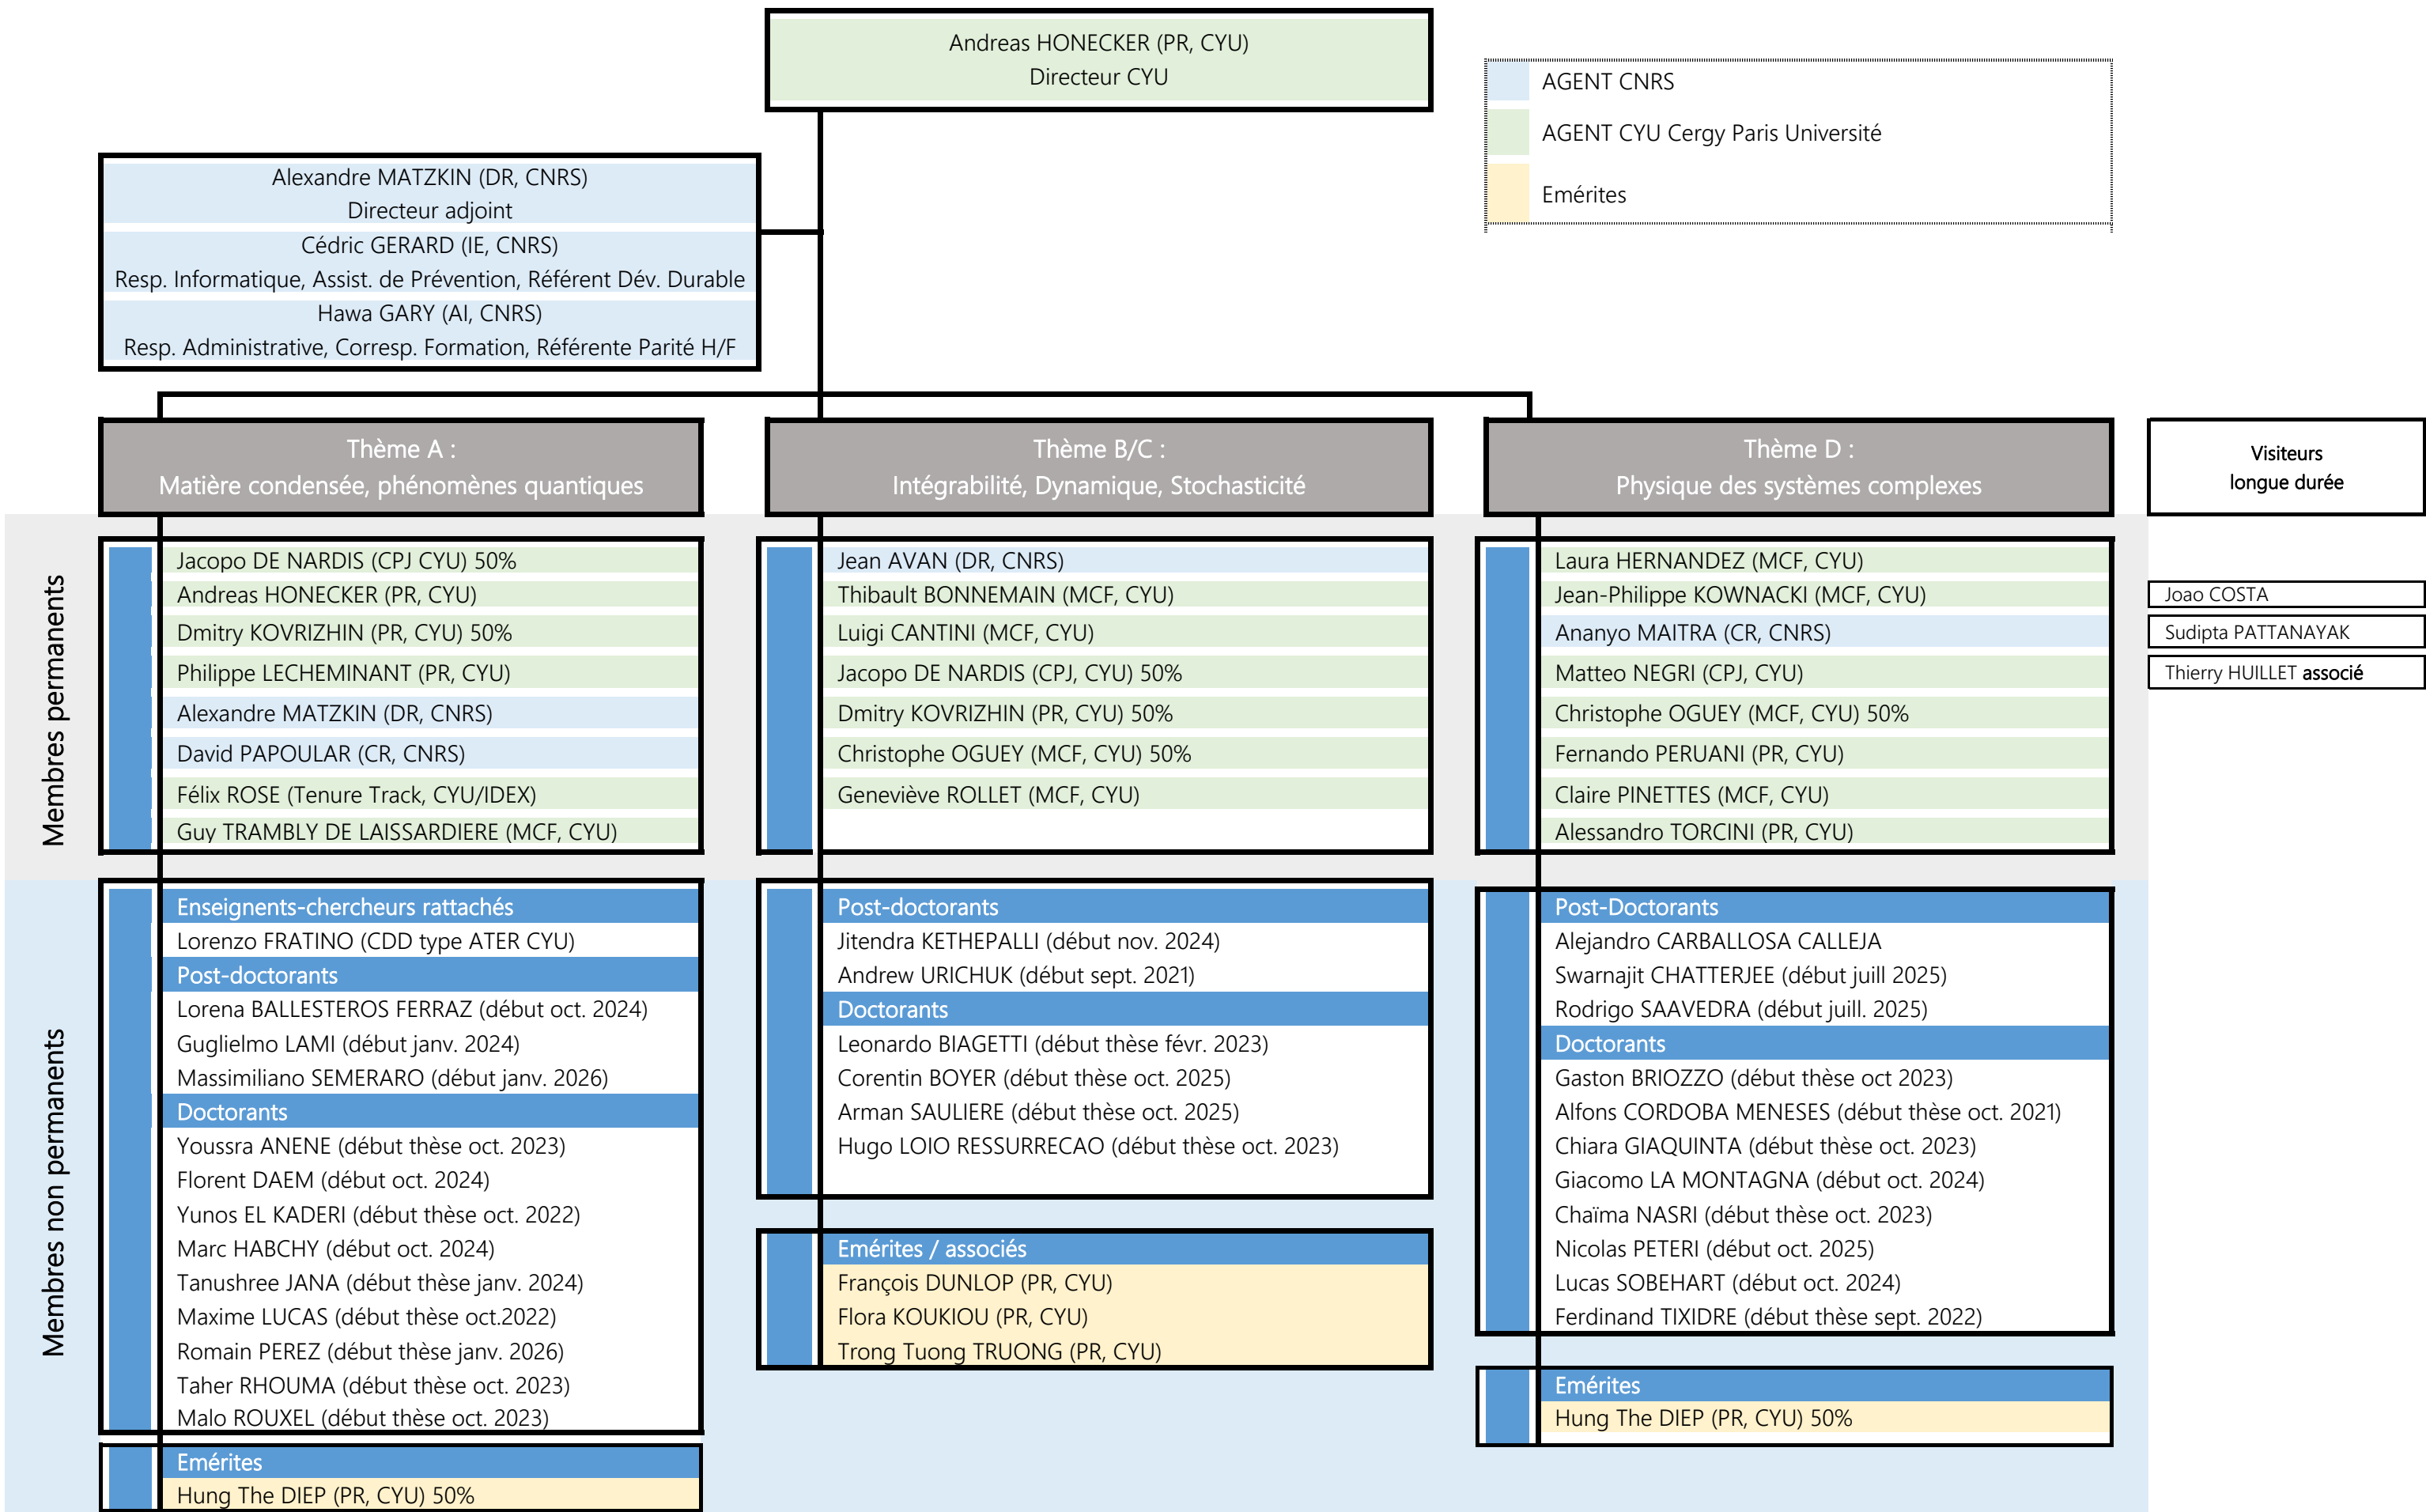 Andreas HONECKER (PR, CYU)
Directeur CYU
AGENT CNRS
AGENT CYU Cergy Paris Université
Emérites
Alexandre MATZKIN (DR, CNRS)
Directeur adjoint
Cédric GERARD (IE, CNRS)
Resp. Informatique, Assist. de Prévention, Référent Dév. Durable
Hawa GARY (AI, CNRS)
Resp. Administrative, Corresp. Formation, Référente Parité H/F
Thème A :
Matière condensée, phénomènes quantiques
Thème B/C :
Intégrabilité, Dynamique, Stochasticité
Thème D :
Physique des systèmes complexes
Visiteurs
longue durée
Membres permanents
Jacopo DE NARDIS (CPJ CYU) 50%
Andreas HONECKER (PR, CYU)
Dmitry KOVRIZHIN (PR, CYU) 50%
Philippe LECHEMINANT (PR, CYU)
Alexandre MATZKIN (DR, CNRS)
David PAPOULAR (CR, CNRS)
Félix ROSE (Tenure Track, CYU/IDEX)
Guy TRAMBLY DE LAISSARDIERE (MCF, CYU)
Jean AVAN (DR, CNRS)
Thibault BONNEMAIN (MCF, CYU)
Luigi CANTINI (MCF, CYU)
Jacopo DE NARDIS (CPJ, CYU) 50%
Dmitry KOVRIZHIN (PR, CYU) 50%
Christophe OGUEY (MCF, CYU) 50%
Geneviève ROLLET (MCF, CYU)
Laura HERNANDEZ (MCF, CYU)
Jean-Philippe KOWNACKI (MCF, CYU)
Ananyo MAITRA (CR, CNRS)
Matteo NEGRI (CPJ, CYU)
Christophe OGUEY (MCF, CYU) 50%
Fernando PERUANI (PR, CYU)
Claire PINETTES (MCF, CYU)
Alessandro TORCINI (PR, CYU)
Joao COSTA
Sudipta PATTANAYAK
Thierry HUILLET associé
Membres non permanents
Enseignents-chercheurs rattachés
Lorenzo FRATINO (CDD type ATER CYU)
Post-doctorants
Lorena BALLESTEROS FERRAZ (début oct. 2024)
Guglielmo LAMI (début janv. 2024)
Massimiliano SEMERARO (début janv. 2026)
Doctorants
Youssra ANENE (début thèse oct. 2023)
Florent DAEM (début oct. 2024)
Yunos EL KADERI (début thèse oct. 2022)
Marc HABCHY (début oct. 2024)
Tanushree JANA (début thèse janv. 2024)
Maxime LUCAS (début thèse oct.2022)
Romain PEREZ (début thèse janv. 2026)
Taher RHOUMA (début thèse oct. 2023)
Malo ROUXEL (début thèse oct. 2023)
Emérites
Hung The DIEP (PR, CYU) 50%
Post-doctorants
Jitendra KETHEPALLI (début nov. 2024)
Andrew URICHUK (début sept. 2021)
Doctorants
Leonardo BIAGETTI (début thèse févr. 2023)
Corentin BOYER (début thèse oct. 2025)
Arman SAULIERE (début thèse oct. 2025)
Hugo LOIO RESSURRECAO (début thèse oct. 2023)
Emérites / associés
François DUNLOP (PR, CYU)
Flora KOUKIOU (PR, CYU)
Trong Tuong TRUONG (PR, CYU)
Post-Doctorants
Alejandro CARBALLOSA CALLEJA
Swarnajit CHATTERJEE (début juill 2025)
Rodrigo SAAVEDRA (début juill. 2025)
Doctorants
Gaston BRIOZZO (début thèse oct 2023)
Alfons CORDOBA MENESES (début thèse oct. 2021)
Chiara GIAQUINTA (début thèse oct. 2023)
Giacomo LA MONTAGNA (début oct. 2024)
Chaïma NASRI (début thèse oct. 2023)
Nicolas PETERI (début oct. 2025)
Lucas SOBEHART (début oct. 2024)
Ferdinand TIXIDRE (début thèse sept. 2022)
Emérites
Hung The DIEP (PR, CYU) 50%